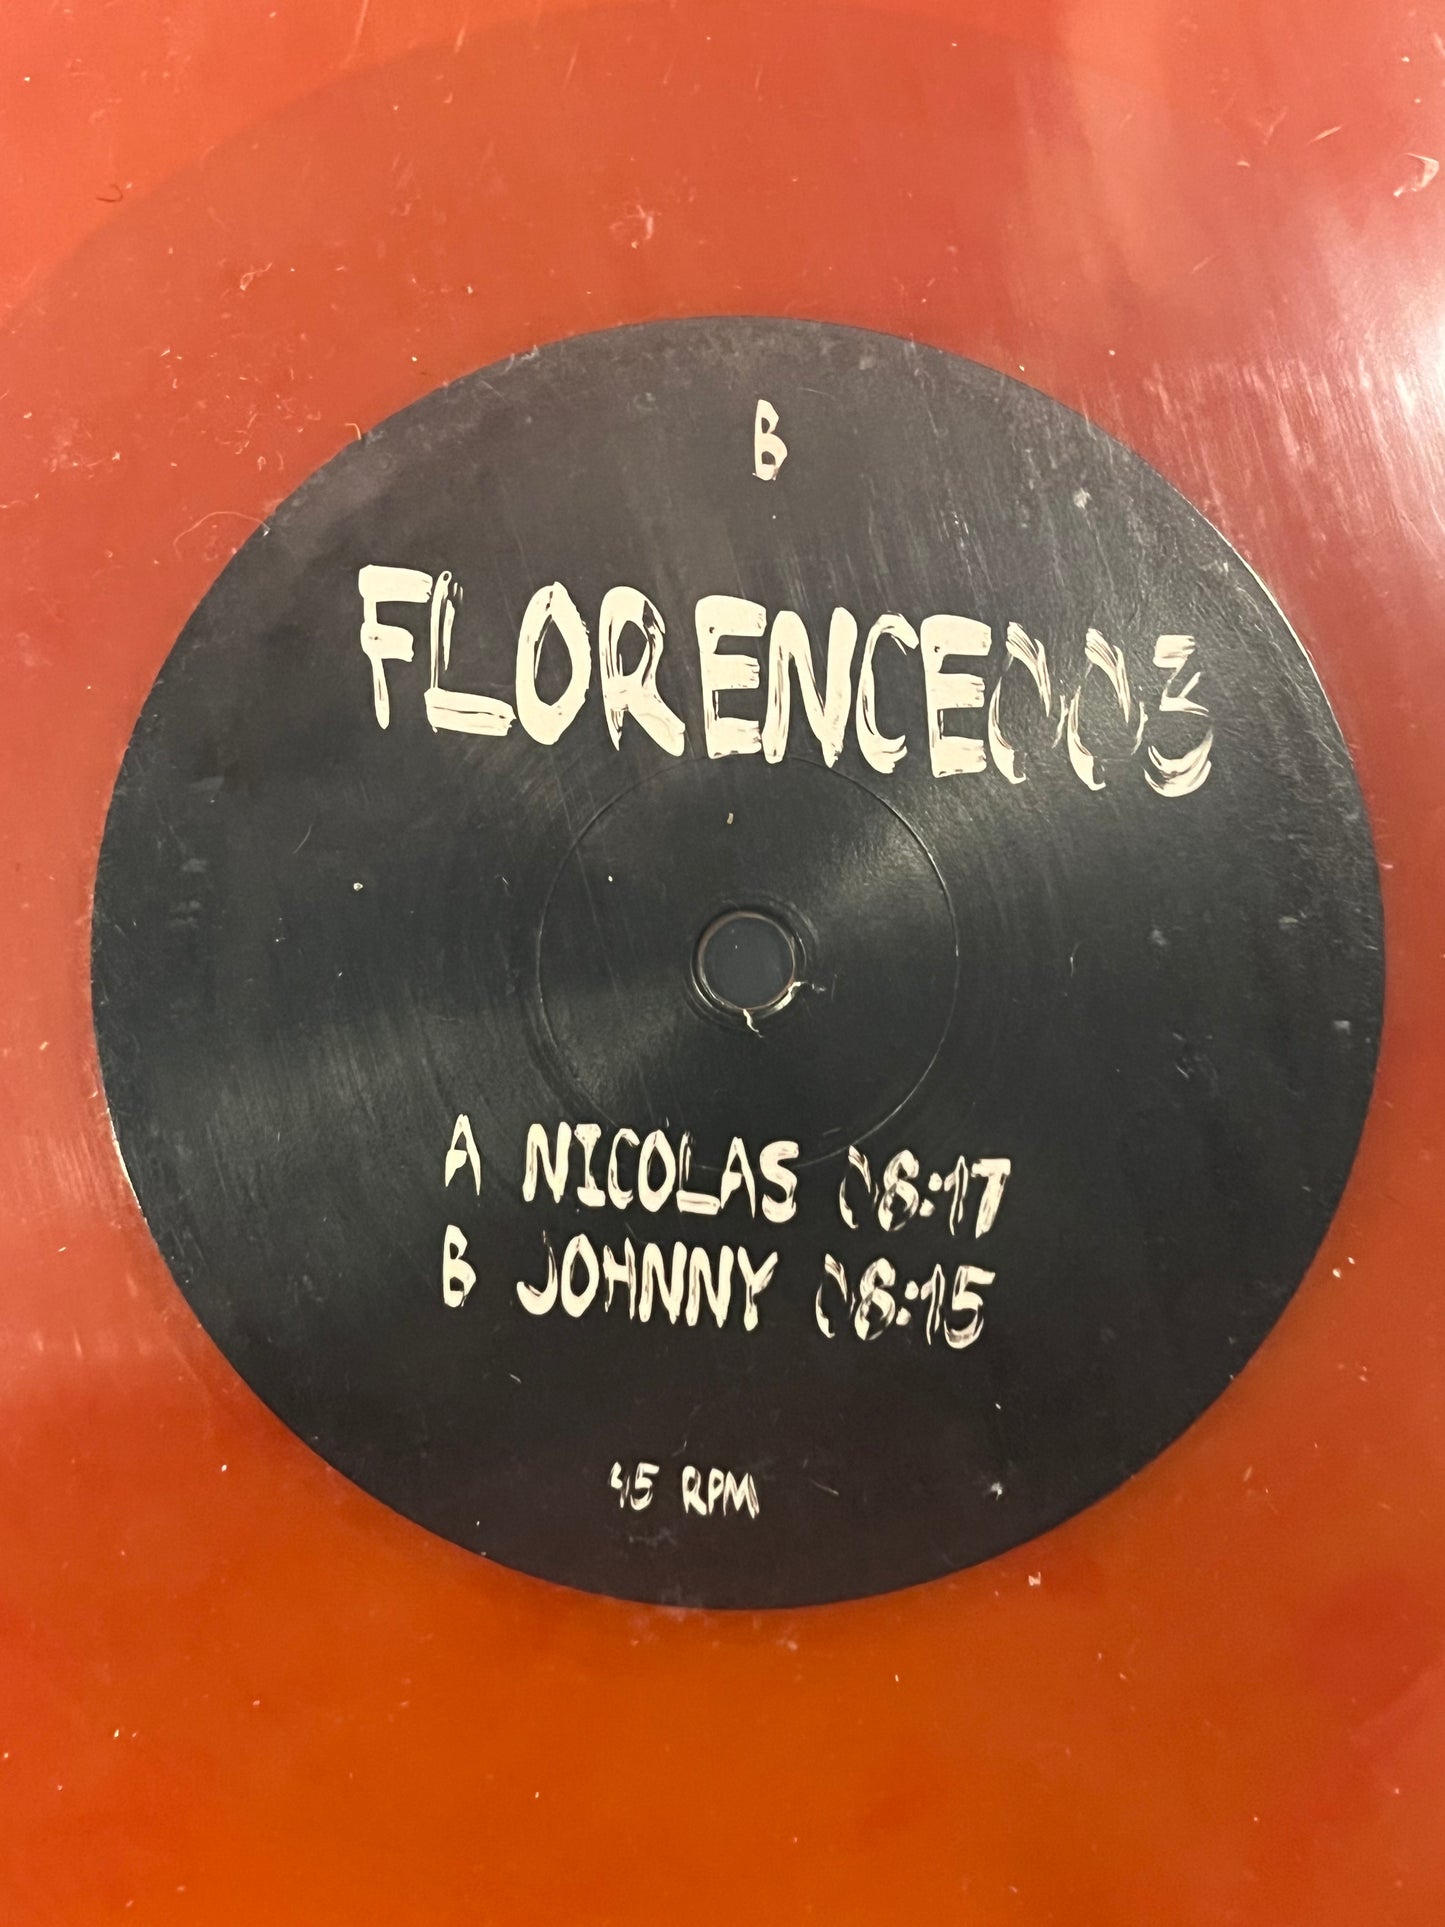 B
FLORENCE003
A NICOLAS 08:17
B JOHNNY 08:15
45 RPM